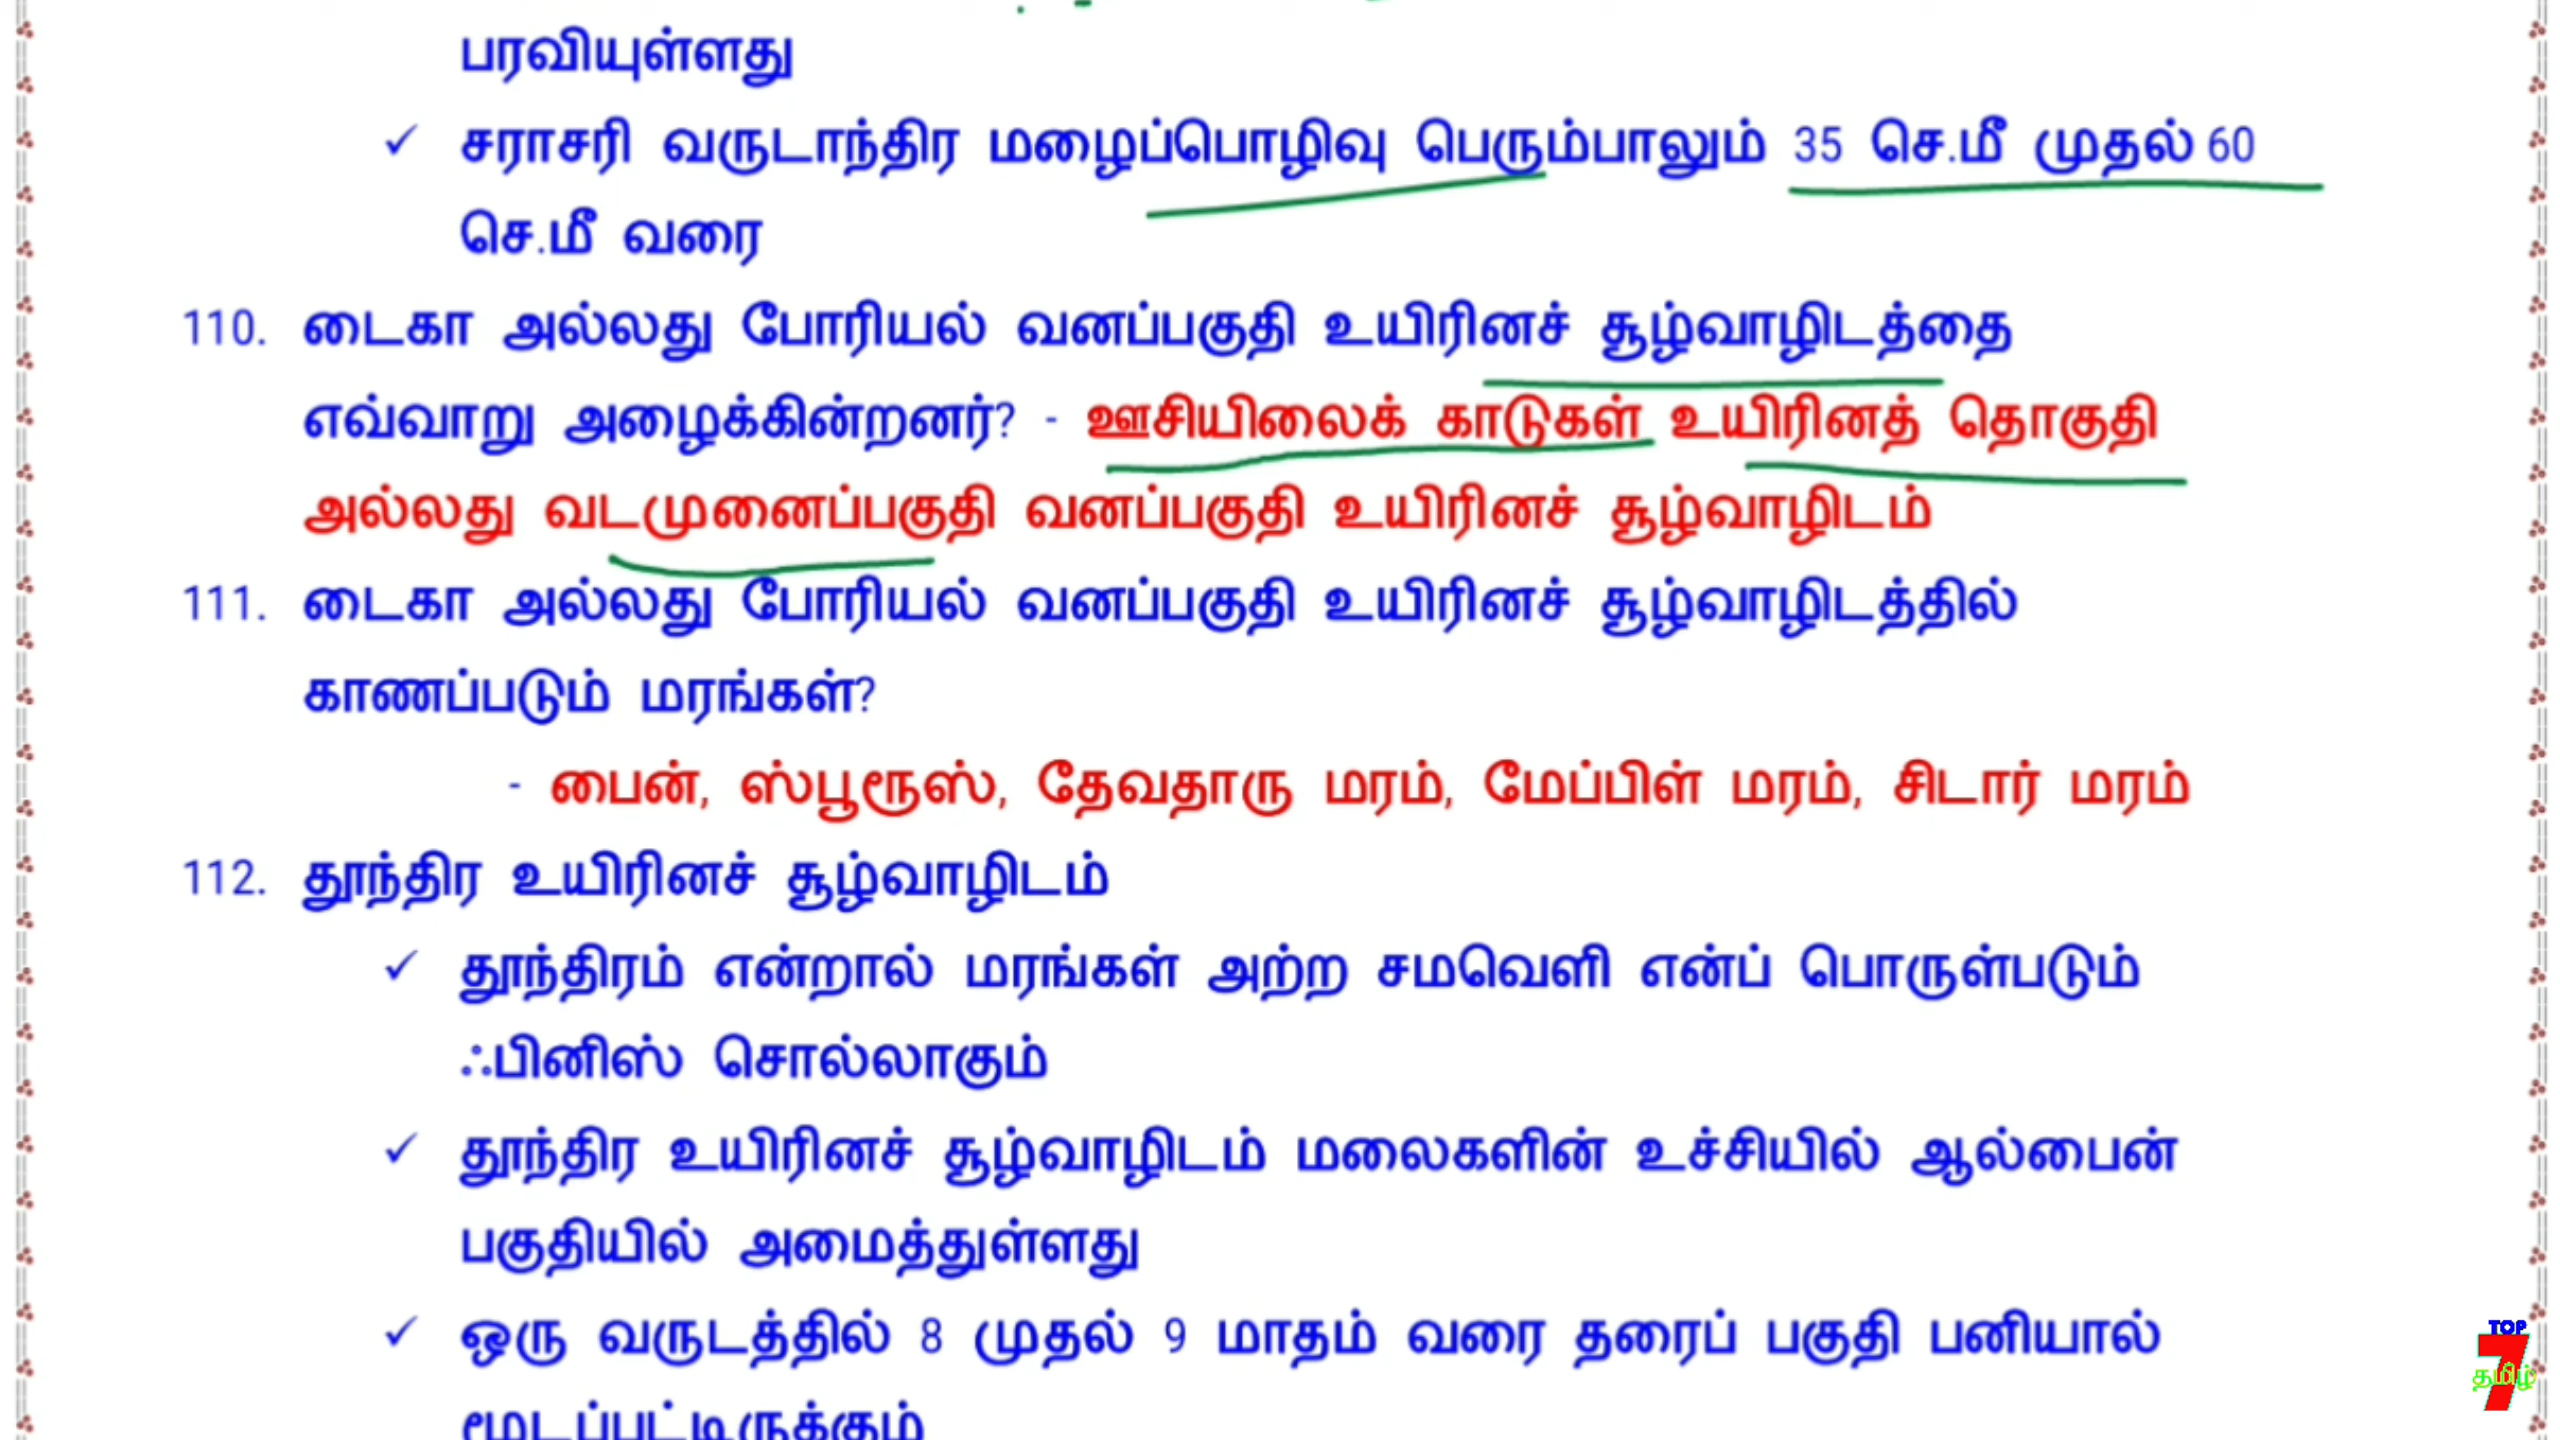 பரவியுள்ளது
✓ சராசரி வருடாந்திர மழைப்பொழிவு பெரும்பாலும் 35 செ.மீ முதல் 60
செ.மீ வரை
110. டைகா அல்லது போரியல் வனப்பகுதி உயிரினச் சூழ்வாழிடத்தை
எவ்வாறு அழைக்கின்றனர்? - ஊசியிலைக் காடுகள் உயிரினத் தொகுதி
அல்லது வடமுனைப்பகுதி வனப்பகுதி உயிரினச் சூழ்வாழிடம்
111. டைகா அல்லது போரியல் வனப்பகுதி உயிரினச் சூழ்வாழிடத்தில்
காணப்படும் மரங்கள்?
- பைன், ஸ்பூரூஸ், தேவதாரு மரம், மேப்பிள் மரம், சிடார் மரம்
112. தூந்திர உயிரினச் சூழ்வாழிடம்
✓ தூந்திரம் என்றால் மரங்கள் அற்ற சமவெளி என்ப் பொருள்படும்
ஃபினிஸ் சொல்லாகும்
✓ தூந்திர உயிரினச் சூழ்வாழிடம் மலைகளின் உச்சியில் ஆல்பைன்
பகுதியில் அமைத்துள்ளது
✓ ஒரு வருடத்தில் 8 முதல் 9 மாதம் வரை தரைப் பகுதி பனியால்
மூடப்பட்டிருக்கும்
TOP
7
தமிழ்